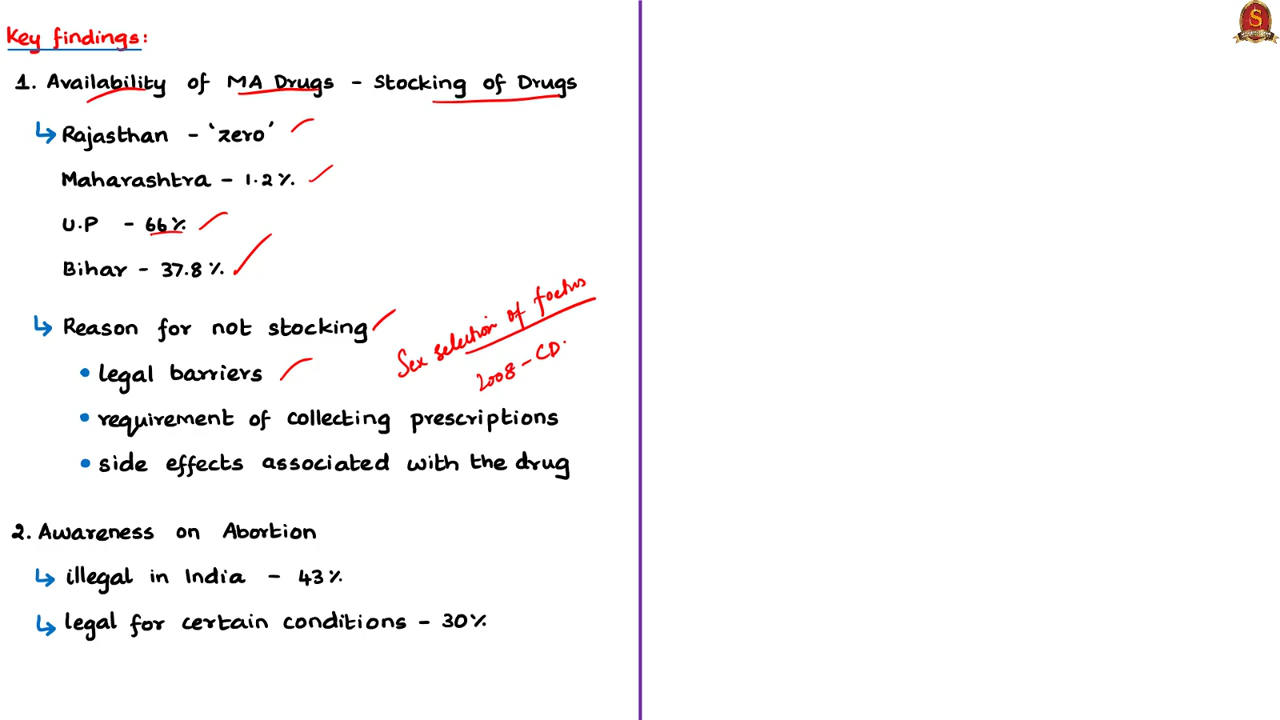 Key findings:
1. Availability of MA Drugs - Stocking of Drugs
↳ Rajasthan - 'zero'
Maharashtra - 1.2%.
U.P - 66%
Bihar - 37.8%.
↳ Reason for not stocking
• legal barriers
• requirement of collecting prescriptions
• side effects associated with the drug
Sex selection of foetus
2008 - CD.
2. Awareness on Abortion
↳ illegal in India - 43%
↳ legal for certain conditions - 30%
S